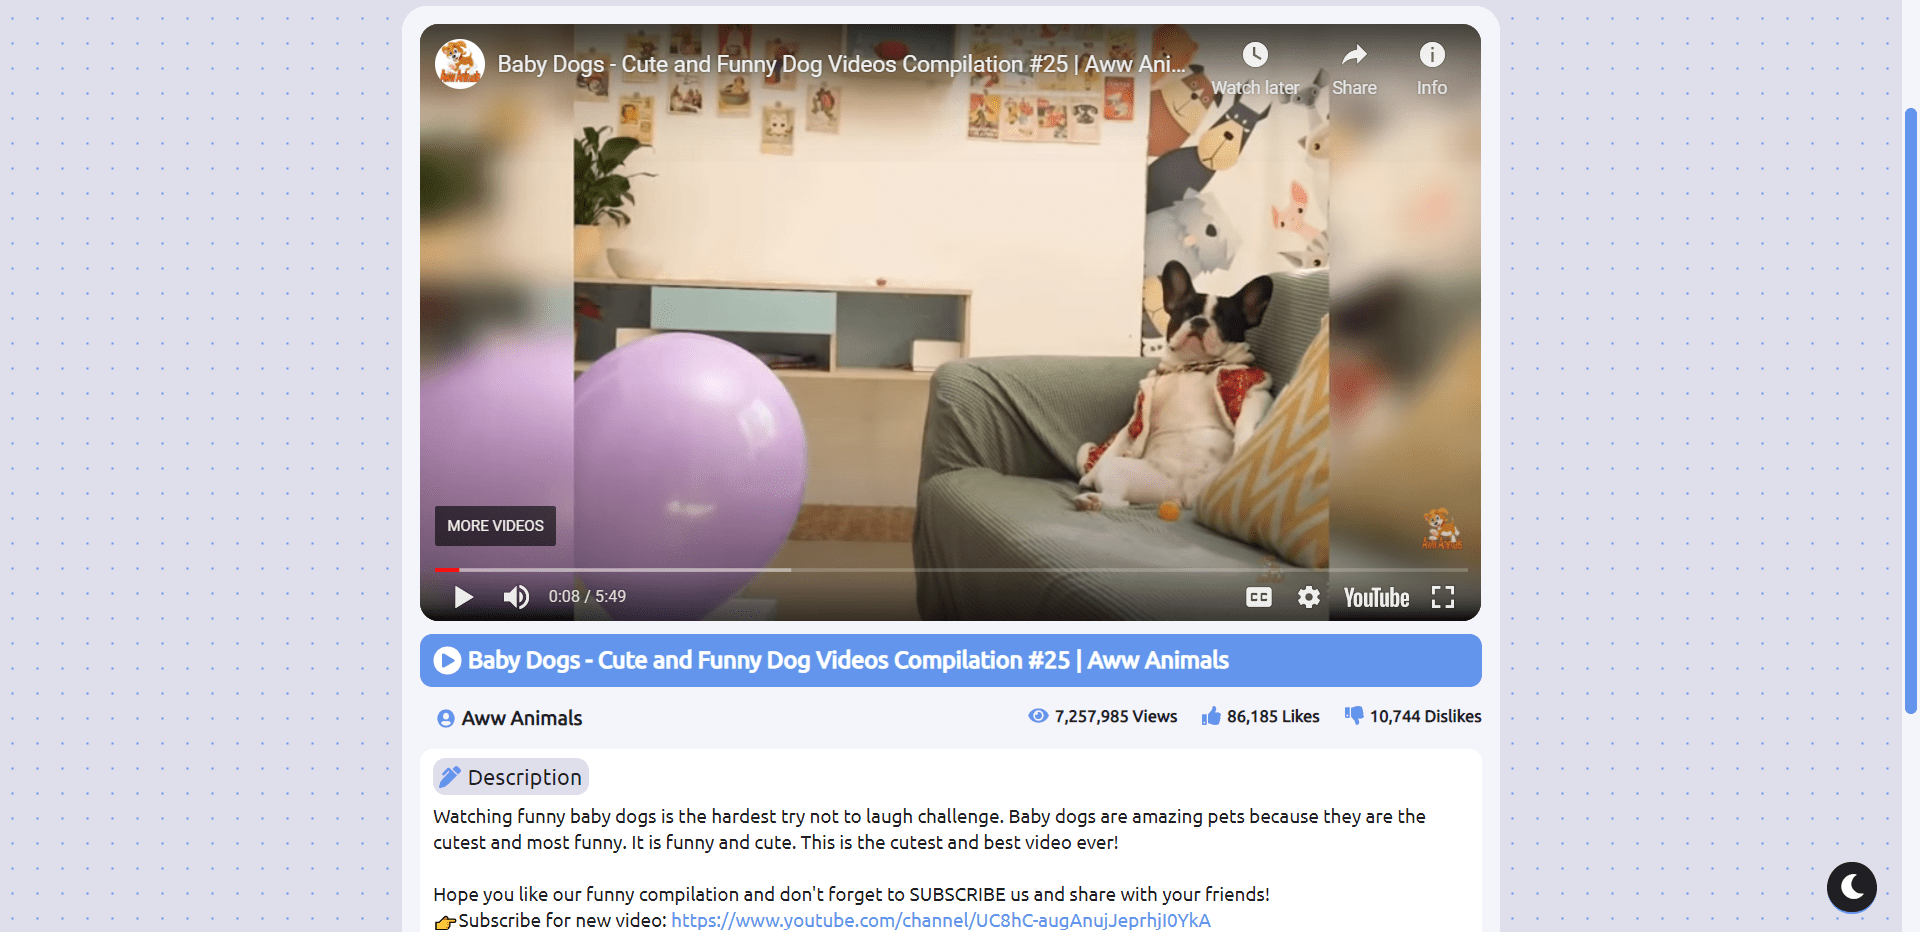 Baby Dogs - Cute and Funny Dog Videos Compilation #25 | Aww Ani...
Watch later
Share
Info
MORE VIDEOS
0:08 / 5:49
CC
YouTube
Baby Dogs - Cute and Funny Dog Videos Compilation #25 | Aww Animals
Aww Animals
7,257,985 Views
86,185 Likes
10,744 Dislikes
Description
Watching funny baby dogs is the hardest try not to laugh challenge. Baby dogs are amazing pets because they are the
cutest and most funny. It is funny and cute. This is the cutest and best video ever!
Hope you like our funny compilation and don't forget to SUBSCRIBE us and share with your friends!
👉Subscribe for new video: https://www.youtube.com/channel/UC8hC-augAnujJeprhjI0YkA